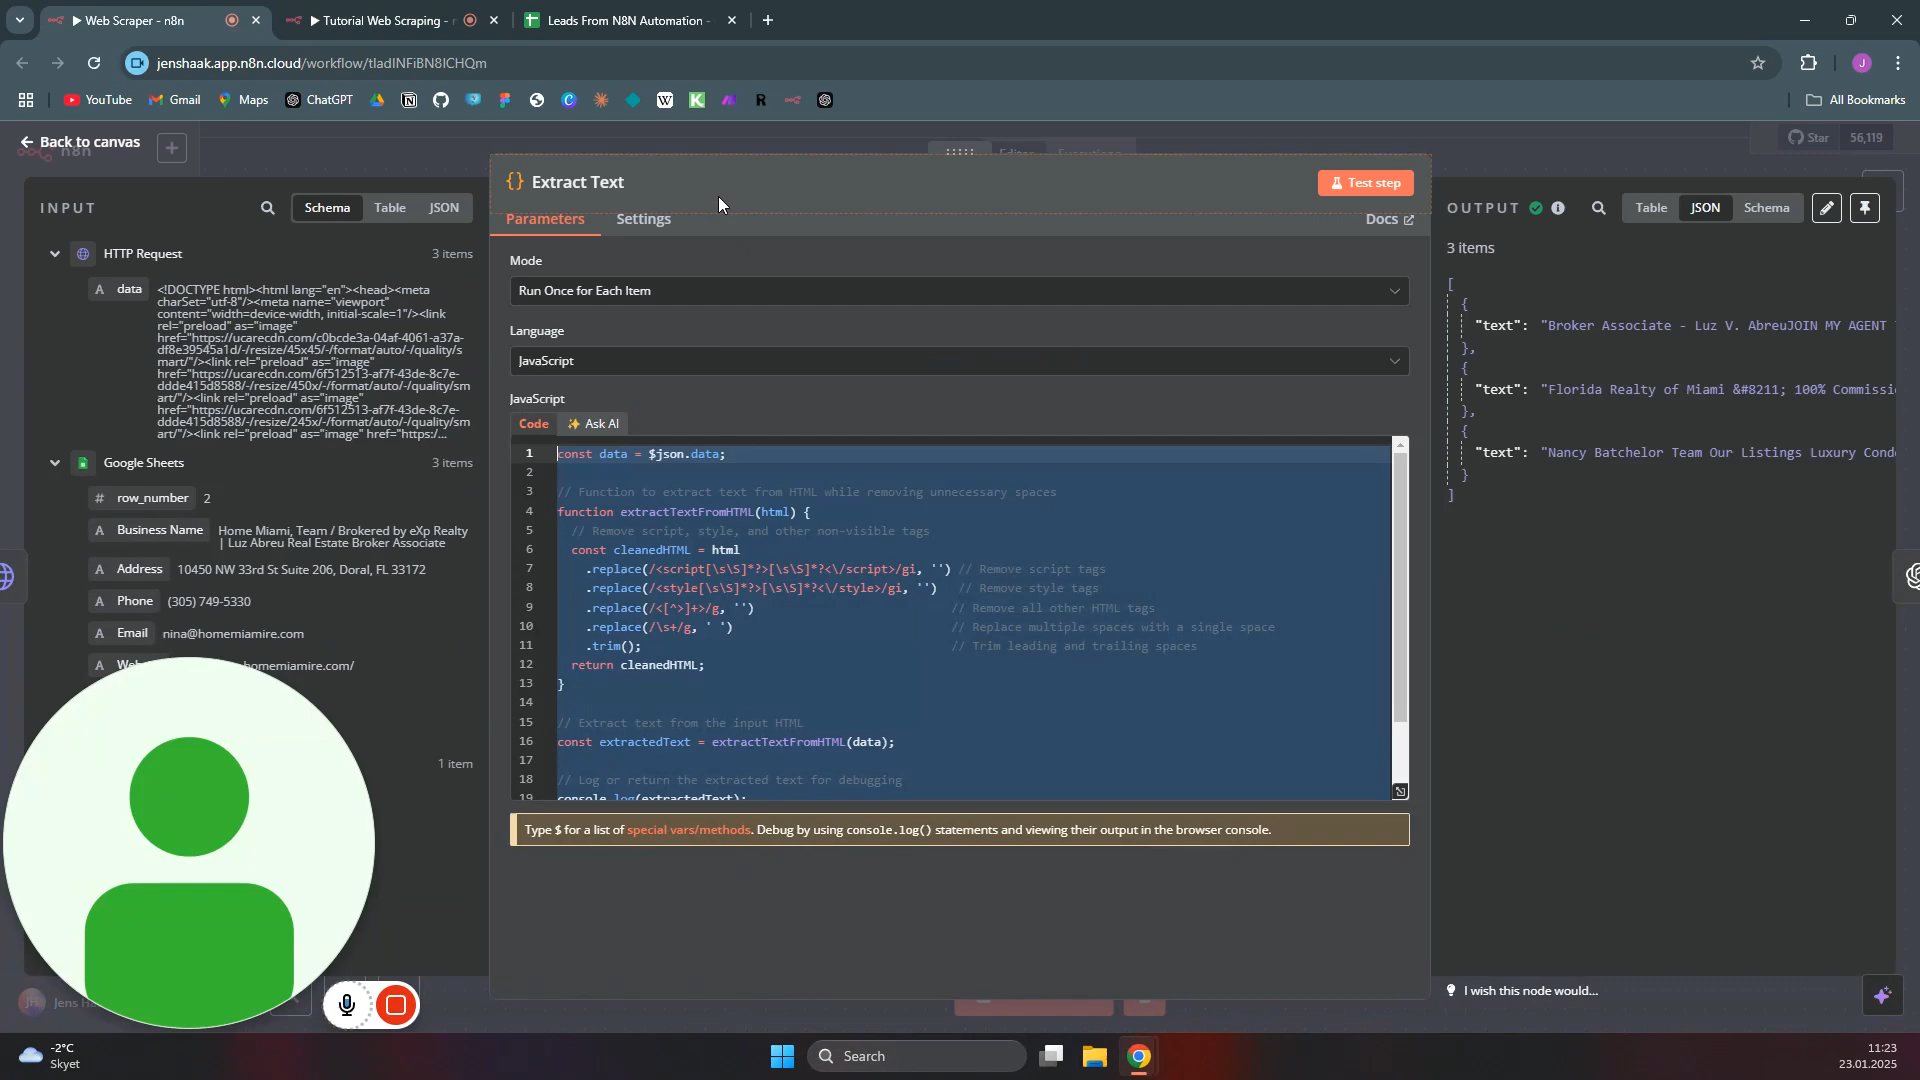 Web Scraper - n8n
Tutorial Web Scraping - n
Leads From N8N Automation -
jenshaak.app.n8n.cloud/workflow/tladINFiBN8ICHQm
J
YouTube
Gmail
Maps
ChatGPT
All Bookmarks
Back to canvas
n8n
Editor
Executions
Star
56,119
INPUT
Schema
Table
JSON
HTTP Request
3 items
A data
<!DOCTYPE html><html lang="en"><head><meta
charSet="utf-8"/><meta name="viewport"
content="width=device-width, initial-scale=1"/><link
rel="preload" as="image"
href="https://ucarecdn.com/c0bcde3a-04af-4061-a37a-
df8e39545a1d/-/resize/45x45/-/format/auto/-/quality/s
mart/"/><link rel="preload" as="image"
href="https://ucarecdn.com/6f512513-af7f-43de-8c7e-
ddde415d8588/-/resize/450x/-/format/auto/-/quality/sm
art/"/><link rel="preload" as="image"
href="https://ucarecdn.com/6f512513-af7f-43de-8c7e-
ddde415d8588/-/resize/245x/-/format/auto/-/quality/sm
art/"/><link rel="preload" as="image" href="https:/...
Google Sheets
3 items
# row_number 2
A Business Name Home Miami, Team / Brokered by eXp Realty
| Luz Abreu Real Estate Broker Associate
A Address 10450 NW 33rd St Suite 206, Doral, FL 33172
A Phone (305) 749-5330
A Email nina@homemiamire.com
A
homemiamire.com/
1 item
{} Extract Text
Test step
Parameters
Settings
Docs
Mode
Run Once for Each Item
Language
JavaScript
JavaScript
Code
Ask AI
1 const data = $json.data;
2
3 // Function to extract text from HTML while removing unnecessary spaces
4 function extractTextFromHTML(html) {
5 // Remove script, style, and other non-visible tags
6 const cleanedHTML = html
7 .replace(/<script[\s\S]*?>[\s\S]*?<\/script>/gi, '') // Remove script tags
8 .replace(/<style[\s\S]*?>[\s\S]*?<\/style>/gi, '') // Remove style tags
9 .replace(/<[^>]+>/g, '') // Remove all other HTML tags
10 .replace(/\s+/g, ' ') // Replace multiple spaces with a single space
11 .trim(); // Trim leading and trailing spaces
12 return cleanedHTML;
13 }
14
15 // Extract text from the input HTML
16 const extractedText = extractTextFromHTML(data);
17
18 // Log or return the extracted text for debugging
19 console.log(extractedText);
Type $ for a list of special vars/methods. Debug by using console.log() statements and viewing their output in the browser console.
OUTPUT
Table
JSON
Schema
3 items
[
{
"text": "Broker Associate - Luz V. AbreuJOIN MY AGENT
},
{
"text": "Florida Realty of Miami &#8211; 100% Commissi
},
{
"text": "Nancy Batchelor Team Our Listings Luxury Cond
}
]
I wish this node would...
JH
Jens H
-2°C
Skyet
Search
11:23
23.01.2025